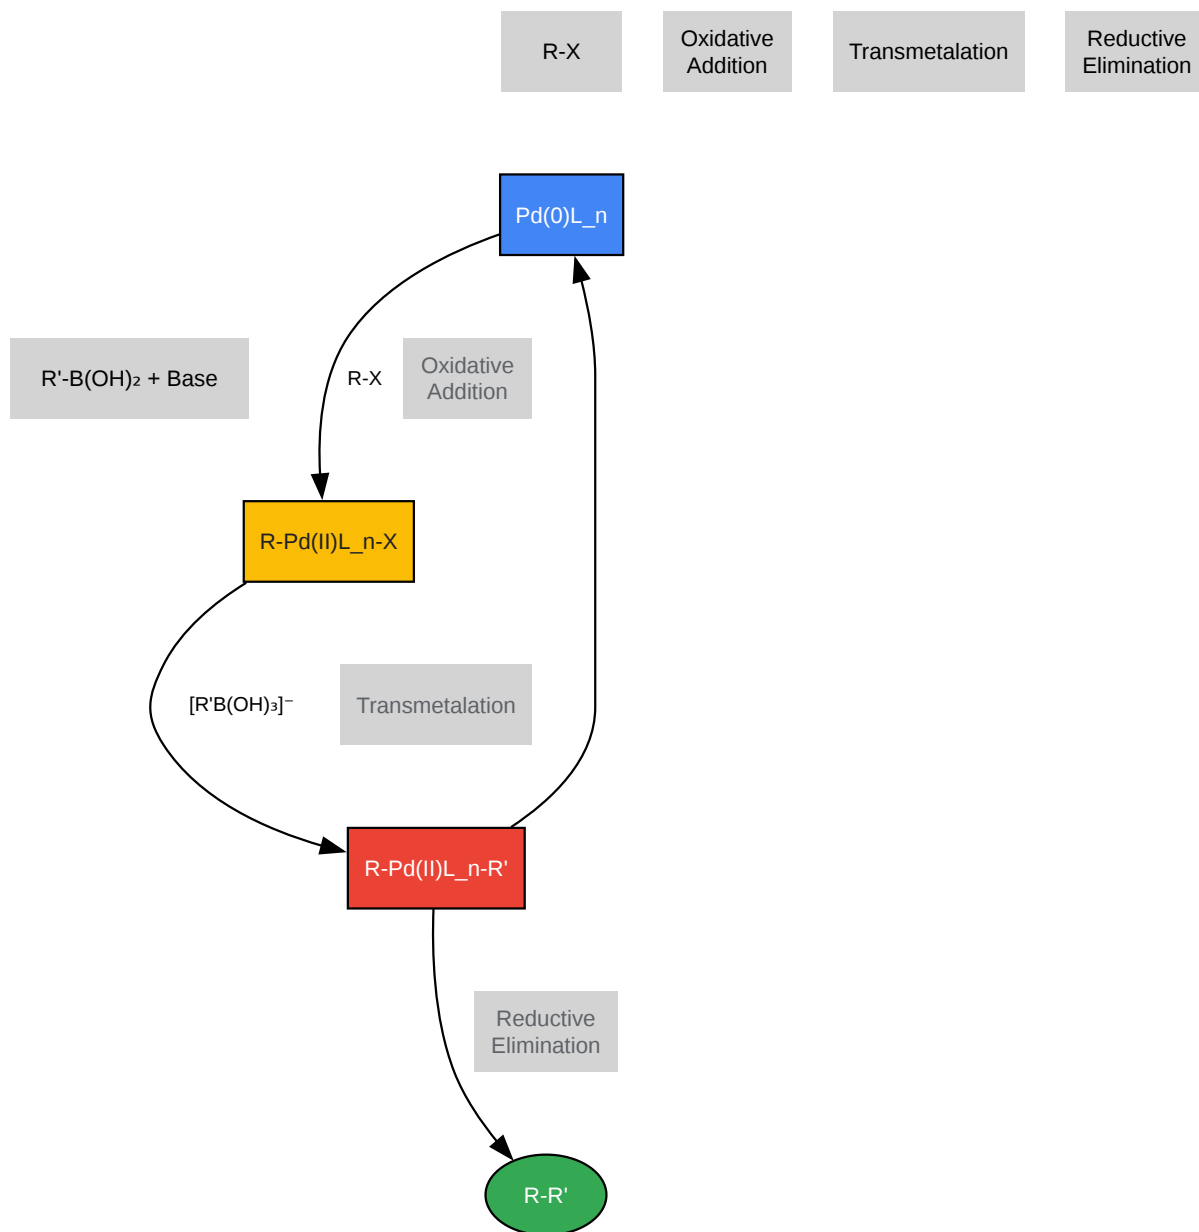 R-X
Oxidative
Addition
Transmetalation
Reductive
Elimination
Pd(0)L_n
R'-B(OH)₂ + Base
R-X
Oxidative
Addition
R-Pd(II)L_n-X
[R'B(OH)₃]⁻
Transmetalation
R-Pd(II)L_n-R'
Reductive
Elimination
R-R'